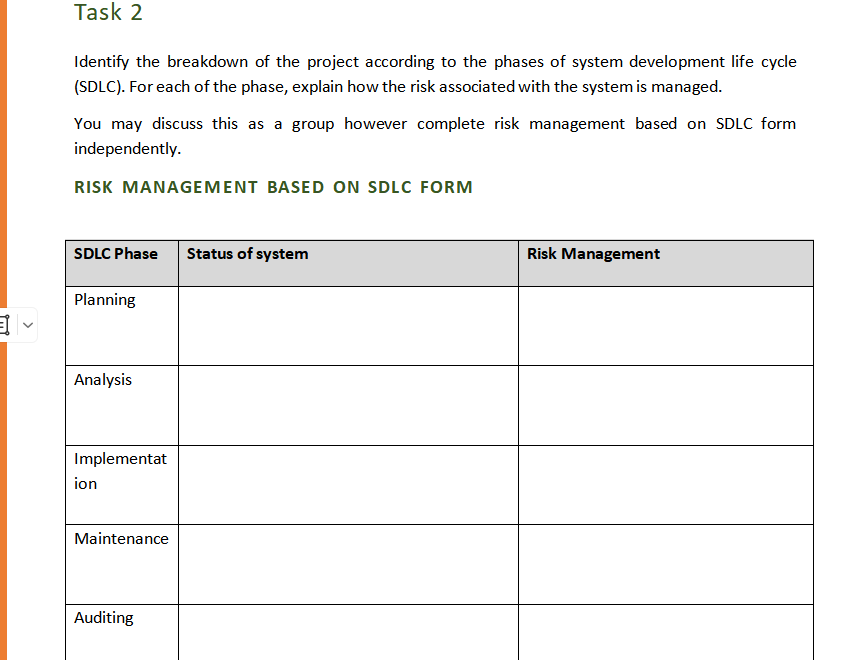 Task 2
Identify the breakdown of the project according to the phases of system development life cycle
(SDLC). For each of the phase, explain how the risk associated with the system is managed.
You may discuss this as a group however complete risk management based on SDLC form
independently.
RISK MANAGEMENT BASED ON SDLC FORM
SDLC Phase Status of system Risk Management
Planning
Analysis
Implementat
ion
Maintenance
Auditing